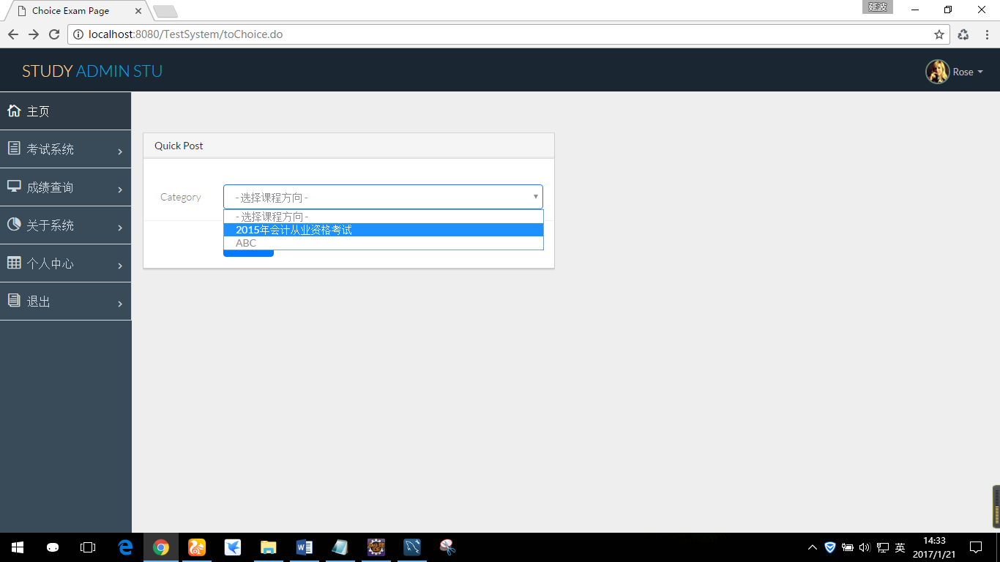 Choice Exam Page
延波
localhost:8080/TestSystem/toChoice.do
STUDY ADMIN STU
Rose
主页
考试系统
成绩查询
关于系统
个人中心
退出
Quick Post
Category
- 选择课程方向 -
- 选择课程方向 -
2015年会计从业资格考试
ABC
英
14:33
2017/1/21